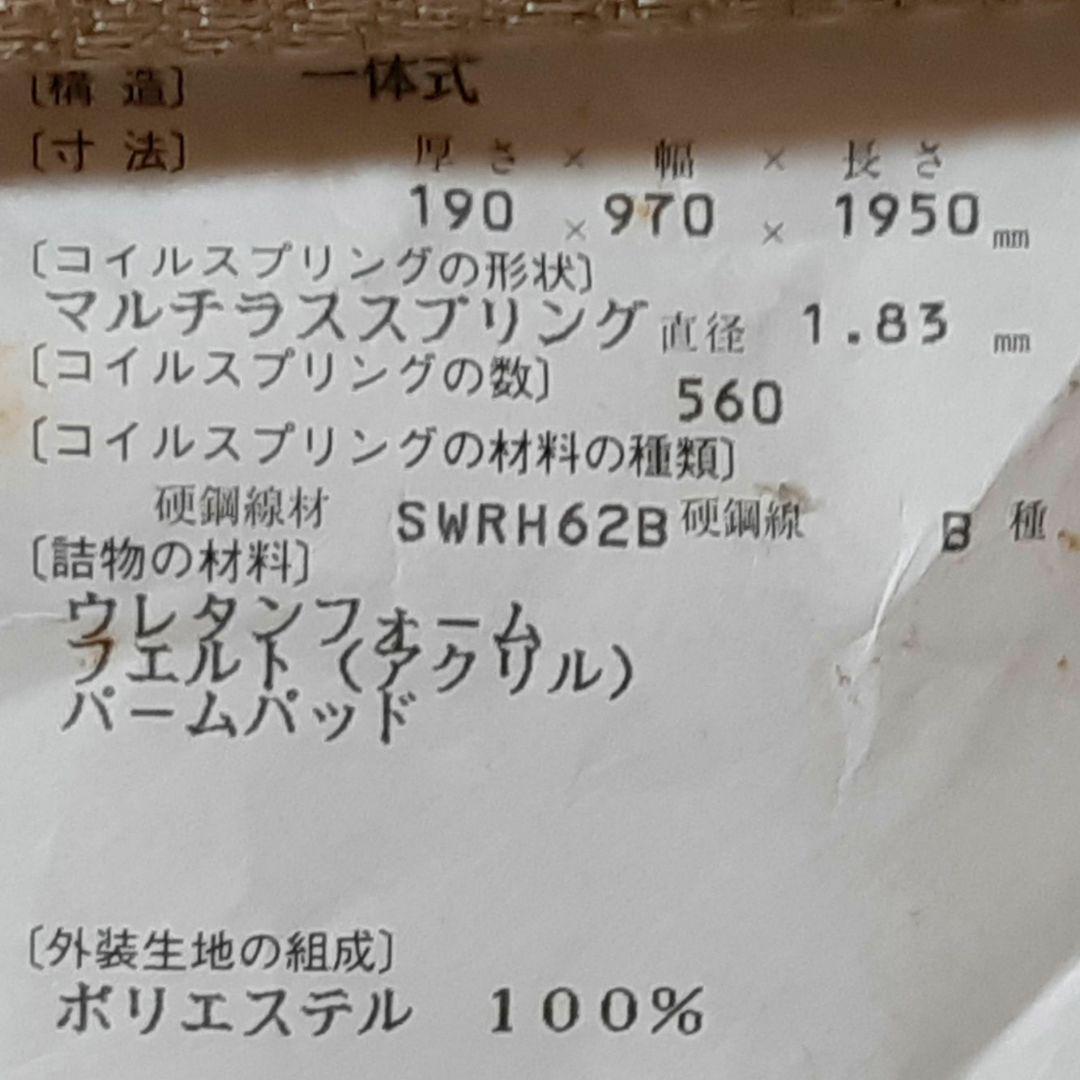 〔構造〕 一体式
〔寸法〕 厚さ × 幅 × 長さ
190 × 970 × 1950 mm
〔コイルスプリングの形状〕
マルチラススプリング 直径 1.83 mm
〔コイルスプリングの数〕 560
〔コイルスプリングの材料の種類〕
硬鋼線材 SWRH62B 硬鋼線 B 種
〔詰物の材料〕
ウレタンフォーム
フエルト(アクリル)
パームパッド
〔外装生地の組成〕
ポリエステル 100%